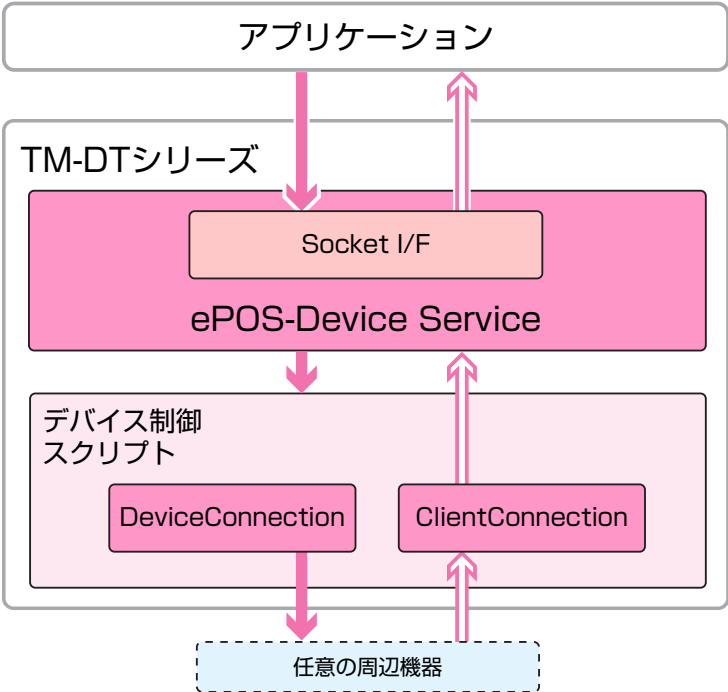 アプリケーション
TM-DTシリーズ
Socket I/F
ePOS-Device Service
デバイス制御
スクリプト
DeviceConnection
ClientConnection
任意の周辺機器